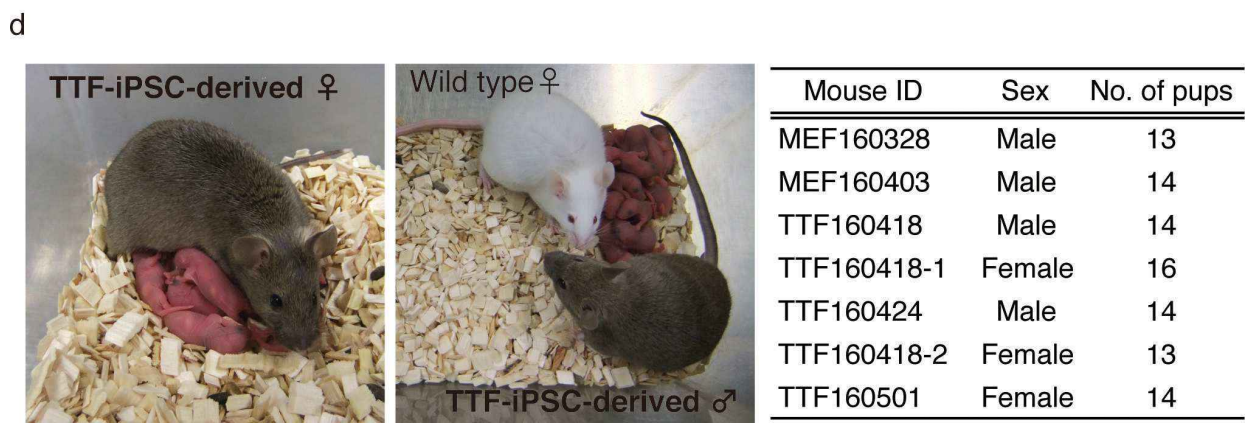 d
TTF-iPSC-derived ♀
Wild type ♀
TTF-iPSC-derived ♂
Mouse ID Sex No. of pups
MEF160328 Male 13
MEF160403 Male 14
TTF160418 Male 14
TTF160418-1 Female 16
TTF160424 Male 14
TTF160418-2 Female 13
TTF160501 Female 14